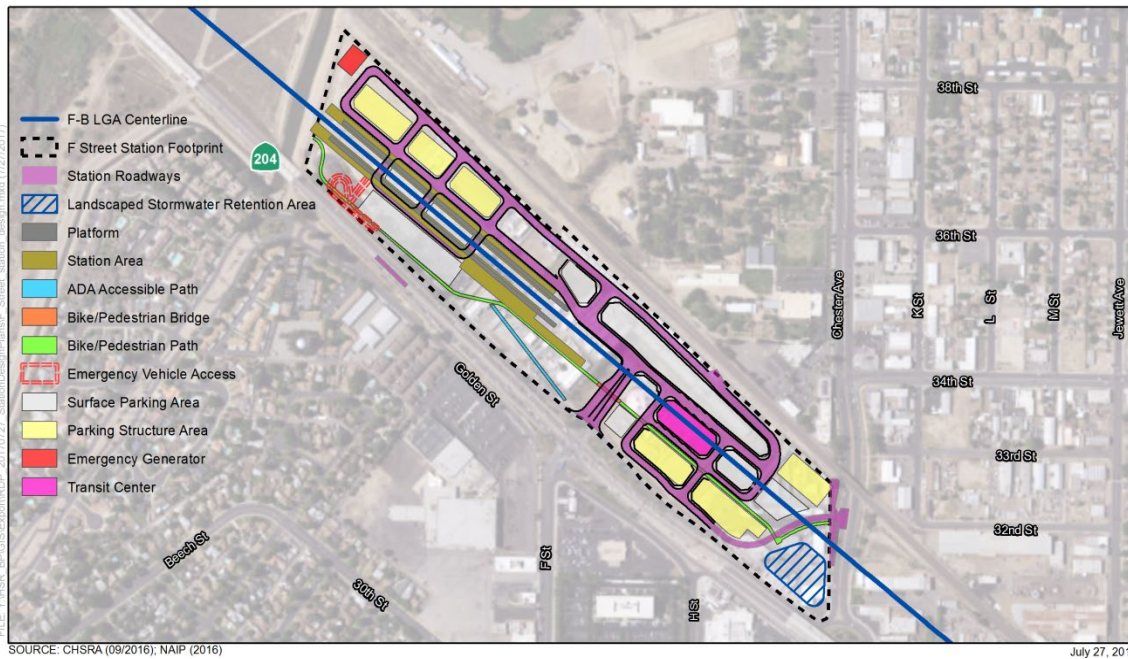 F-B LGA Centerline
F Street Station Footprint
Station Roadways
Landscaped Stormwater Retention Area
Platform
Station Area
ADA Accessible Path
Bike/Pedestrian Bridge
Bike/Pedestrian Path
Emergency Vehicle Access
Surface Parking Area
Parking Structure Area
Emergency Generator
Transit Center
204
38th St
36th St
34th St
33rd St
32nd St
Chester Ave
K St
L St
M St
Jewett Ave
Golden St
Beech St
30th St
F St
H St
SOURCE: CHSRA (09/2016); NAIP (2016)
July 27, 201